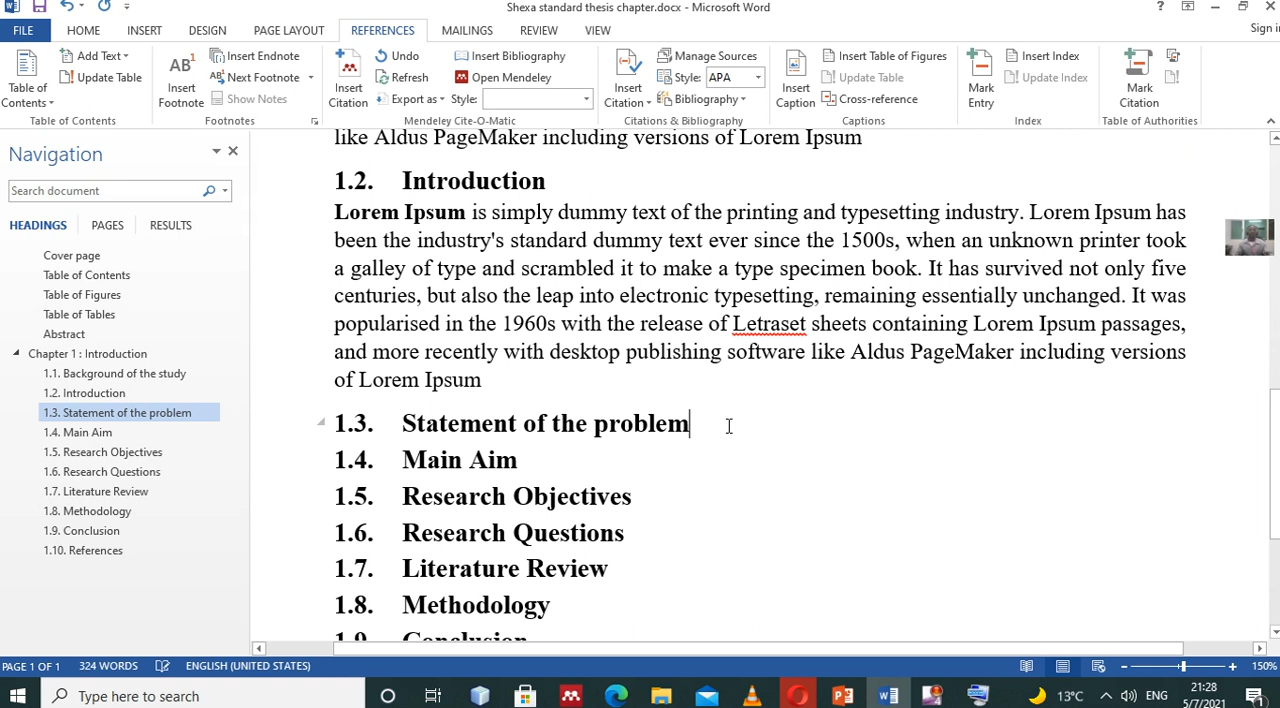 Shexa standard thesis chapter.docx - Microsoft Word
?
FILE HOME INSERT DESIGN PAGE LAYOUT REFERENCES MAILINGS REVIEW VIEW Sign in
Table of Contents
Add Text
Update Table
Table of Contents
AB1
Insert Footnote
Insert Endnote
Next Footnote
Show Notes
Footnotes
Insert Citation
Undo
Refresh
Export as
Insert Bibliography
Open Mendeley
Style:
Mendeley Cite-O-Matic
Insert Citation
Manage Sources
Style: APA
Bibliography
Citations & Bibliography
Insert Caption
Insert Table of Figures
Update Table
Cross-reference
Captions
Mark Entry
Insert Index
Update Index
Index
Mark Citation
Table of Authorities
Navigation
Search document
HEADINGS PAGES RESULTS
Cover page
Table of Contents
Table of Figures
Table of Tables
Abstract
Chapter 1 : Introduction
1.1. Background of the study
1.2. Introduction
1.3. Statement of the problem
1.4. Main Aim
1.5. Research Objectives
1.6. Research Questions
1.7. Literature Review
1.8. Methodology
1.9. Conclusion
1.10. References
like Aldus PageMaker including versions of Lorem Ipsum
1.2. Introduction
Lorem Ipsum is simply dummy text of the printing and typesetting industry. Lorem Ipsum has
been the industry's standard dummy text ever since the 1500s, when an unknown printer took
a galley of type and scrambled it to make a type specimen book. It has survived not only five
centuries, but also the leap into electronic typesetting, remaining essentially unchanged. It was
popularised in the 1960s with the release of Letraset sheets containing Lorem Ipsum passages,
and more recently with desktop publishing software like Aldus PageMaker including versions
of Lorem Ipsum
1.3. Statement of the problem
1.4. Main Aim
1.5. Research Objectives
1.6. Research Questions
1.7. Literature Review
1.8. Methodology
1.9. Conclusion
PAGE 1 OF 1 324 WORDS ENGLISH (UNITED STATES) 150%
Type here to search
13°C ENG 21:28
5/7/2021